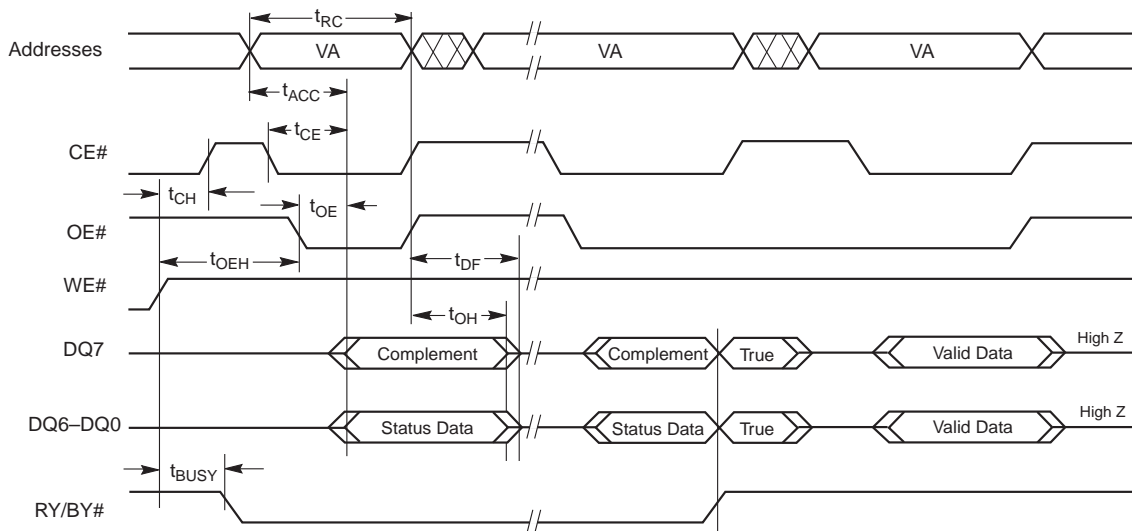 tRC
Addresses VA VA VA
tACC
tCE
CE#
tCH
tOE
OE#
tOEH tDF
WE#
tOH
DQ7 Complement Complement True Valid Data High Z
DQ6–DQ0 Status Data Status Data True Valid Data High Z
tBUSY
RY/BY#